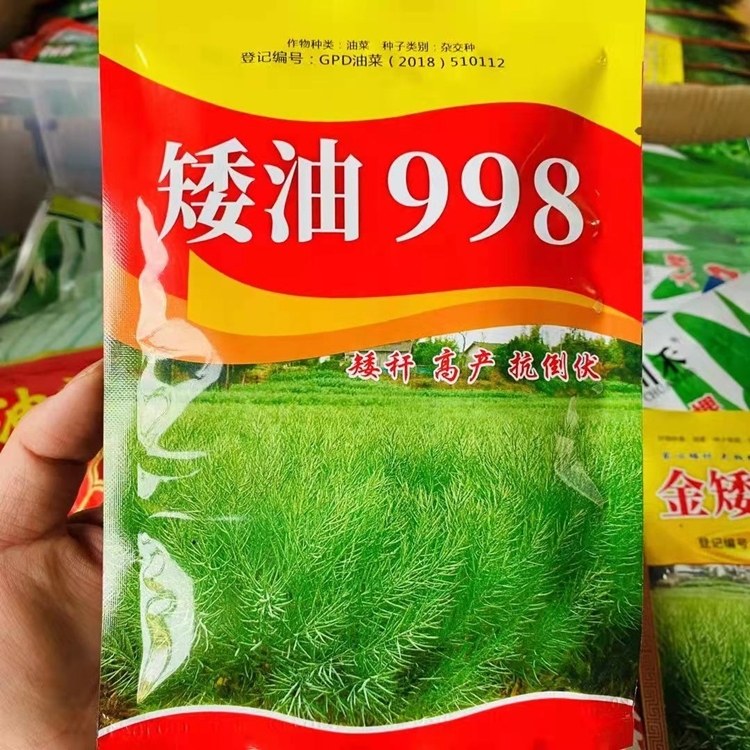 作物种类：油菜 种子类别：杂交种
登记编号：GPD油菜（2018）510112
矮油998
矮秆 高产 抗倒伏
金矮
登记编号